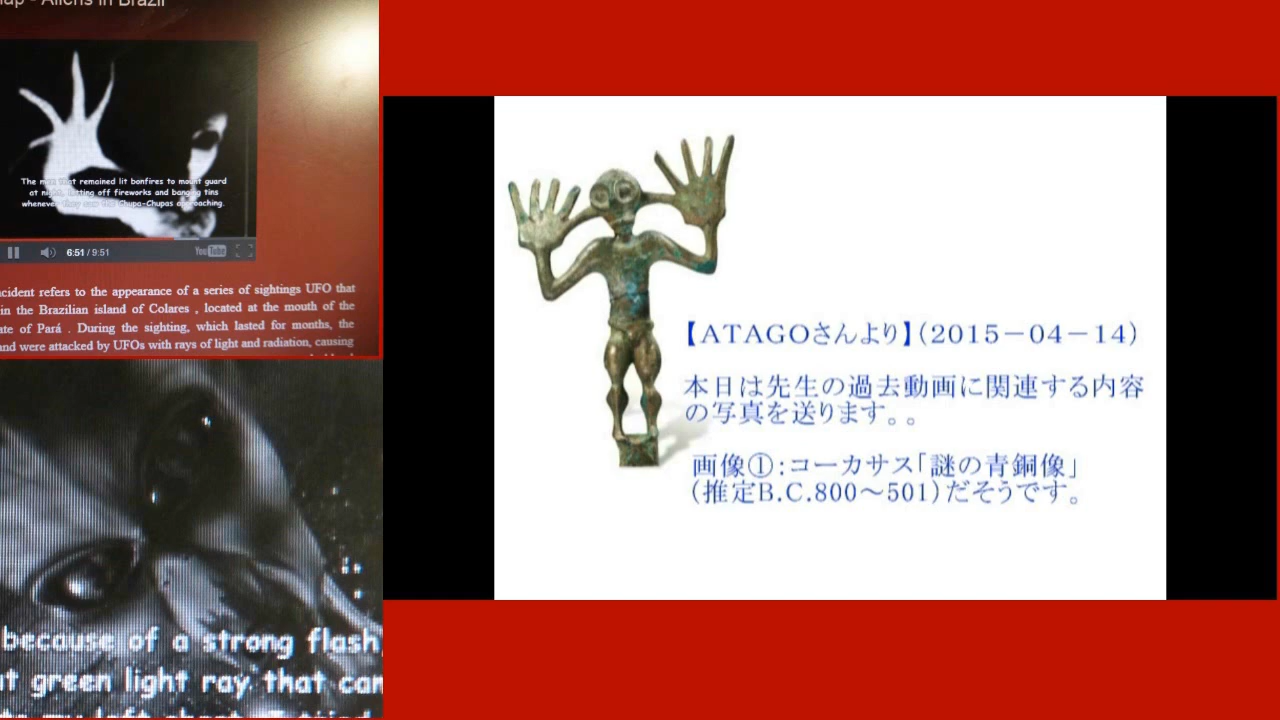 Aliens in Brazil
The that remained lit bonfires to mount guard
at night, letting off fireworks and banging tins
whenever they saw the Chupa-Chupas approaching.
6:51 / 9:51
YouTube
incident refers to the appearance of a series of sightings UFO that
in the Brazilian island of Colares , located at the mouth of the
ate of Pará . During the sighting, which lasted for months, the
and were attacked by UFOs with rays of light and radiation, causing
because of a strong flash,
green light ray that can
【ATAGOさんより】(2015-04-14)
本日は先生の過去動画に関連する内容
の写真を送ります。。
画像①:コーカサス「謎の青銅像」
(推定B.C.800~501)だそうです。